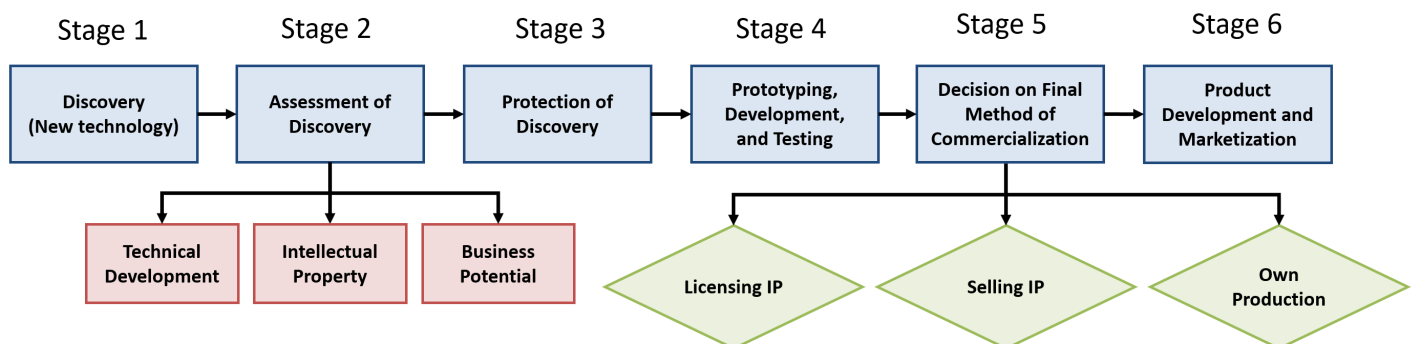 Stage 1
Stage 2
Stage 3
Stage 4
Stage 5
Stage 6
Discovery
(New technology)
Assessment of
Discovery
Protection of
Discovery
Prototyping,
Development,
and Testing
Decision on Final
Method of
Commercialization
Product
Development and
Marketization
Technical
Development
Intellectual
Property
Business
Potential
Licensing IP
Selling IP
Own
Production